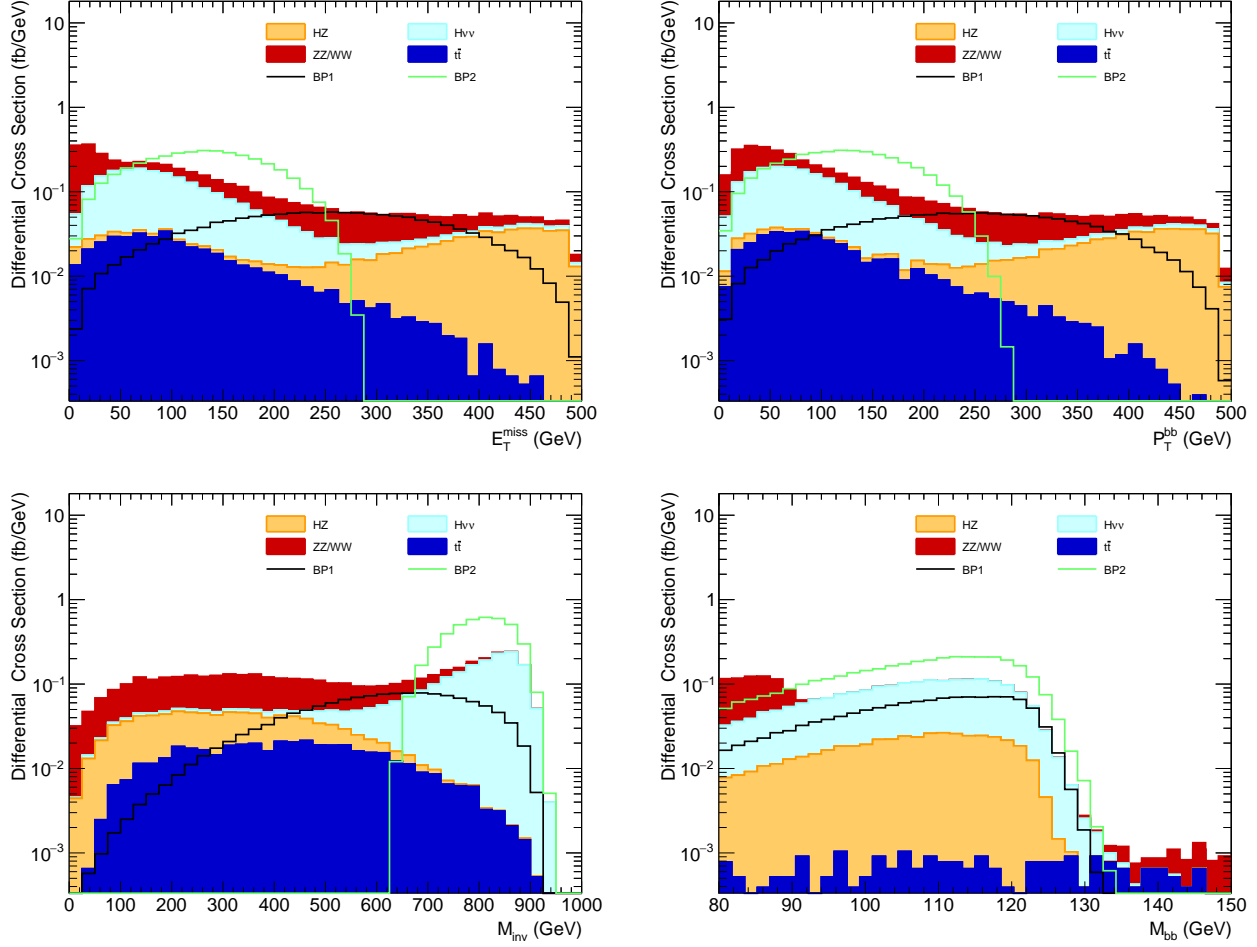 Differential Cross Section (fb/GeV)
10
1
10⁻¹
10⁻²
10⁻³
HZ
Hνν
ZZ/WW
tt̄
BP1
BP2
0 50 100 150 200 250 300 350 400 450 500
E_T^miss (GeV)
Differential Cross Section (fb/GeV)
10
1
10⁻¹
10⁻²
10⁻³
HZ
Hνν
ZZ/WW
tt̄
BP1
BP2
0 50 100 150 200 250 300 350 400 450 500
P_T^bb (GeV)
Differential Cross Section (fb/GeV)
10
1
10⁻¹
10⁻²
10⁻³
HZ
Hνν
ZZ/WW
tt̄
BP1
BP2
0 100 200 300 400 500 600 700 800 900 1000
M_inv (GeV)
Differential Cross Section (fb/GeV)
10
1
10⁻¹
10⁻²
10⁻³
HZ
Hνν
ZZ/WW
tt̄
BP1
BP2
80 90 100 110 120 130 140 150
M_bb (GeV)